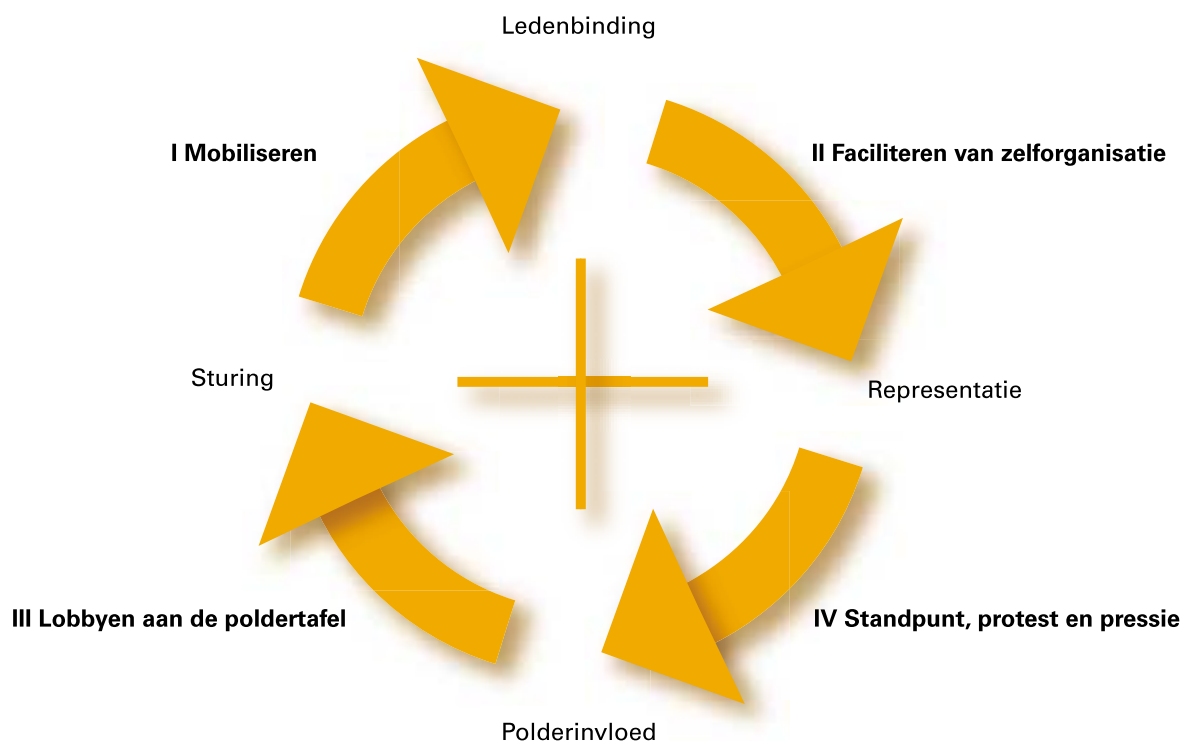 Ledenbinding
I Mobiliseren
II Faciliteren van zelforganisatie
Sturing
Representatie
III Lobbyen aan de poldertafel
IV Standpunt, protest en pressie
Polderinvloed